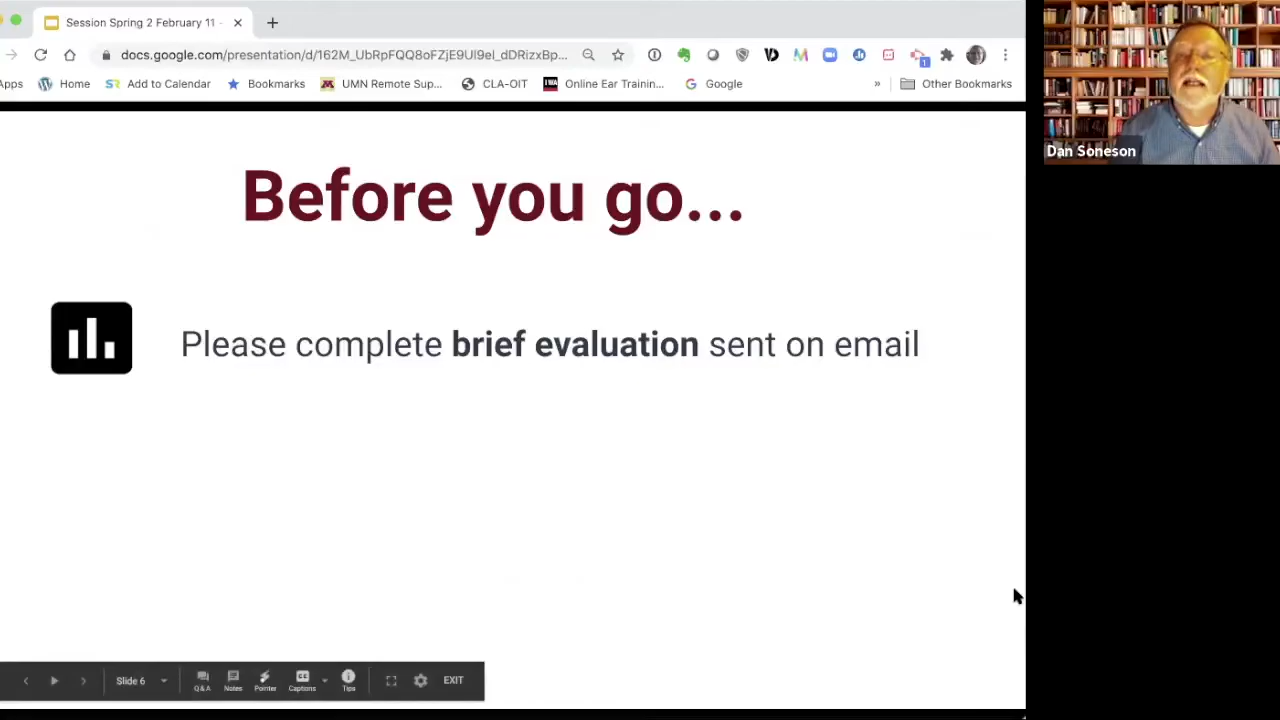 Session Spring 2 February 11 -
docs.google.com/presentation/d/162M_UbRpFQQ8oFZjE9Ul9el_dDRizxBp...
Apps
Home
Add to Calendar
Bookmarks
UMN Remote Sup...
CLA-OIT
Online Ear Trainin...
Google
»
Other Bookmarks
Dan Soneson
Before you go...
Please complete brief evaluation sent on email
Slide 6
Q&A
Notes
Pointer
Captions
Tips
EXIT